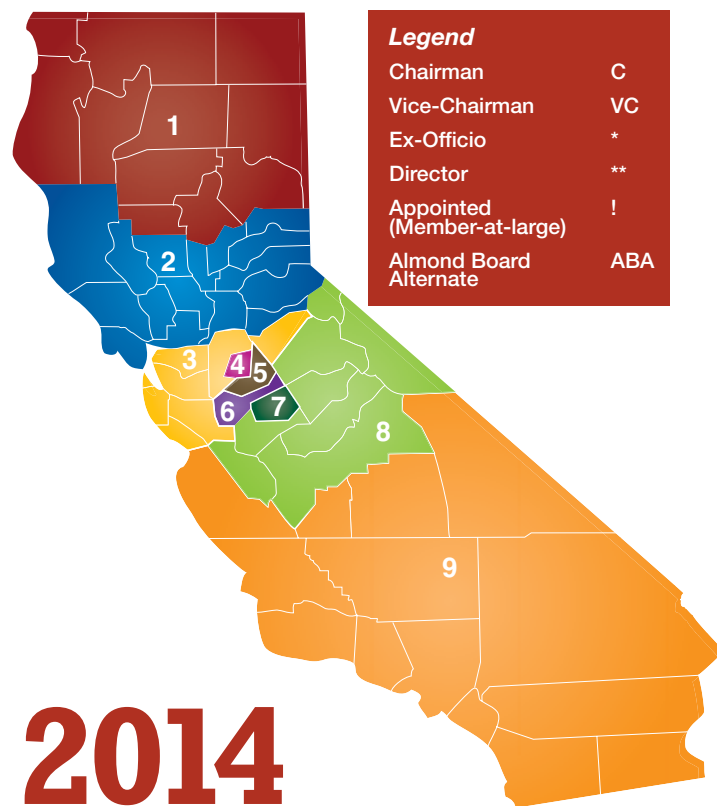 Legend
Chairman C
Vice-Chairman VC
Ex-Officio *
Director **
Appointed !
(Member-at-large)
Almond Board ABA
Alternate
1
2
3
4
5
6
7
8
9
2014